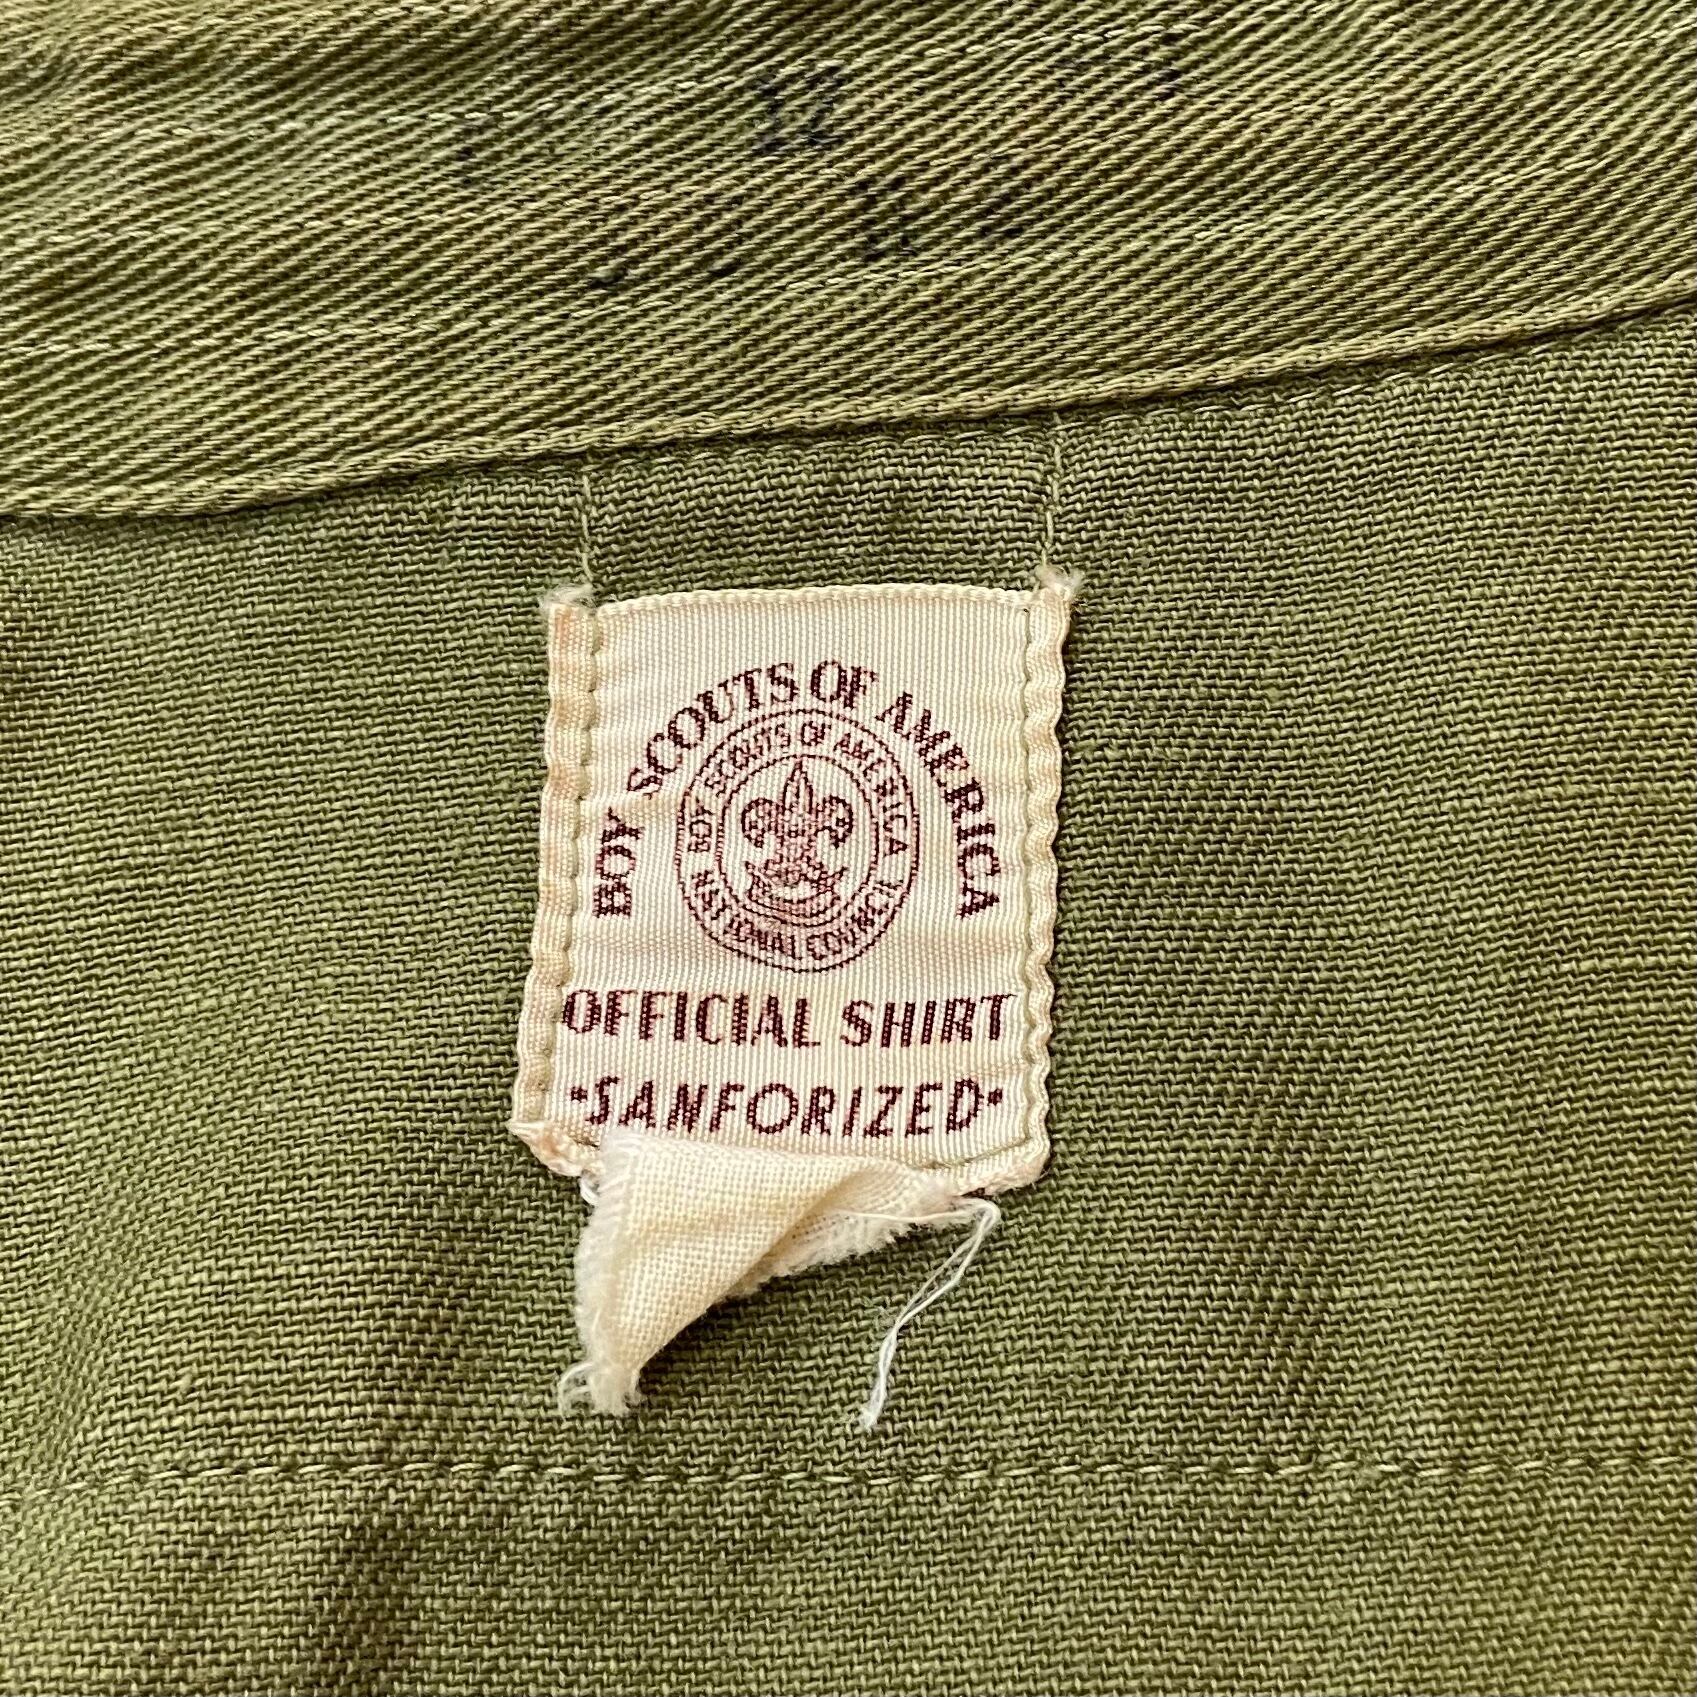 BOY SCOUTS OF AMERICA
BOY SCOUTS OF AMERICA
NATIONAL COUNCIL
OFFICIAL SHIRT
•SANFORIZED•